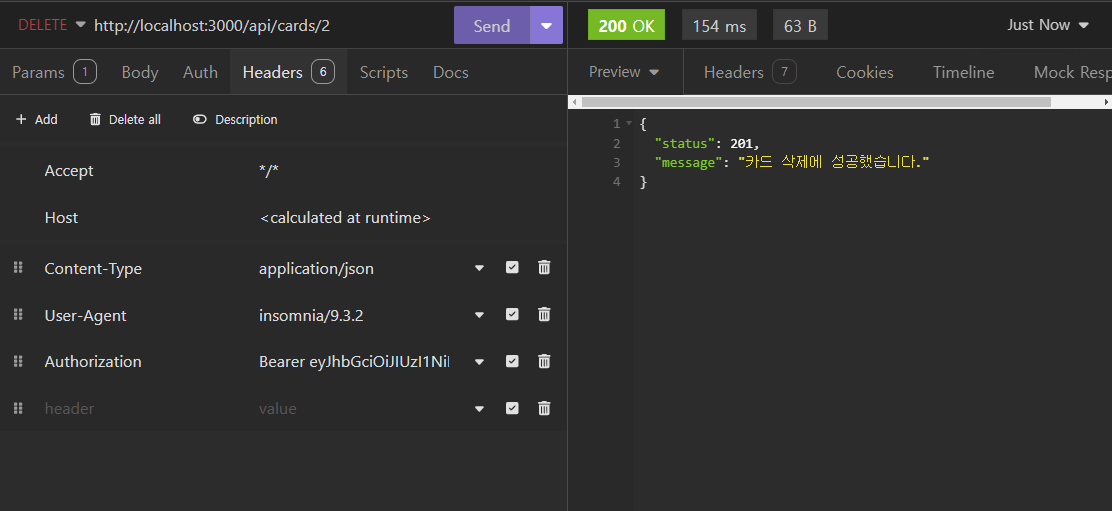 DELETE http://localhost:3000/api/cards/2 Send
200 OK 154 ms 63 B Just Now
Params 1 Body Auth Headers 6 Scripts Docs
Preview Headers 7 Cookies Timeline Mock Resp
+ Add Delete all Description
Accept */*
Host <calculated at runtime>
Content-Type application/json
User-Agent insomnia/9.3.2
Authorization Bearer eyJhbGciOiJIUzI1NiI
header value
1 {
2 "status": 201,
3 "message": "카드 삭제에 성공했습니다."
4 }